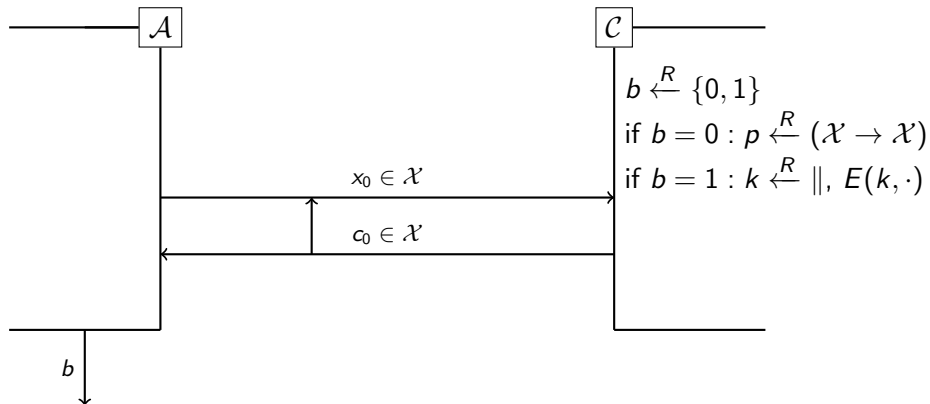 𝒜
𝒞
b ←R {0, 1}
if b = 0 : p ←R (𝒳 → 𝒳)
if b = 1 : k ←R ∥, E(k, ·)
x₀ ∈ 𝒳
c₀ ∈ 𝒳
b